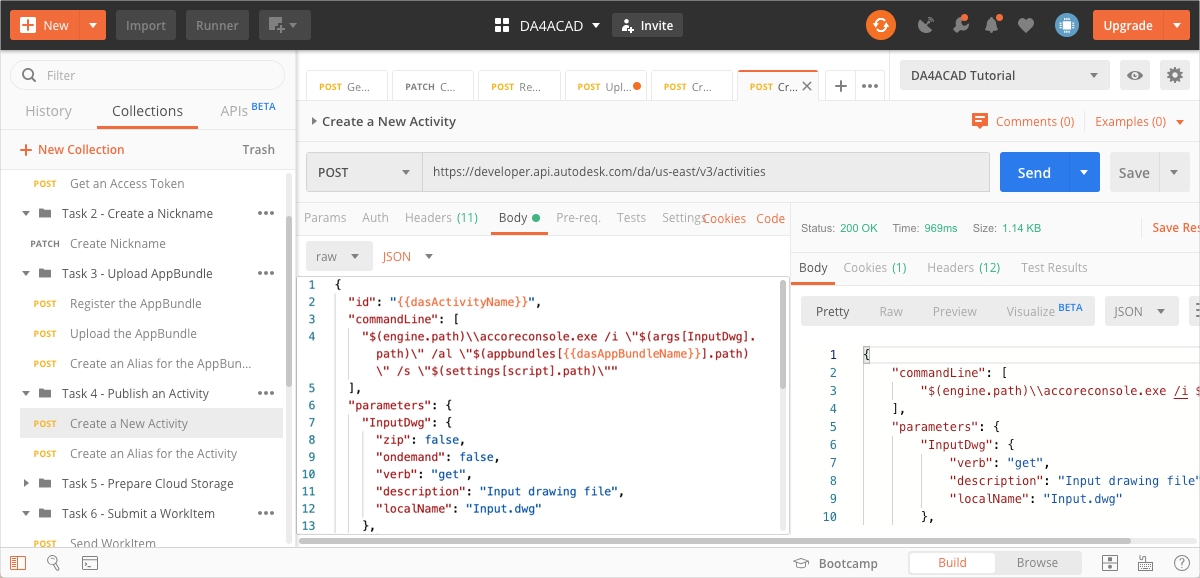 New
Import
Runner
DA4ACAD
Invite
Upgrade
Filter
History
Collections
APIs BETA
New Collection
Trash
POST Get an Access Token
Task 2 - Create a Nickname
PATCH Create Nickname
Task 3 - Upload AppBundle
POST Register the AppBundle
POST Upload the AppBundle
POST Create an Alias for the AppBun...
Task 4 - Publish an Activity
POST Create a New Activity
POST Create an Alias for the Activity
Task 5 - Prepare Cloud Storage
Task 6 - Submit a WorkItem
POST Send WorkItem
POST Ge...
PATCH C...
POST Re...
POST Upl...
POST Cr...
POST Cr...
DA4ACAD Tutorial
Create a New Activity
Comments (0)
Examples (0)
POST
https://developer.api.autodesk.com/da/us-east/v3/activities
Send
Save
Params Auth Headers (11) Body Pre-req. Tests Settings Cookies Code
raw
JSON
1 {
2 "id": "{{dasActivityName}}",
3 "commandLine": [
4 "$(engine.path)\\accoreconsole.exe /i \"$(args[InputDwg].
path)\" /al \"$(appbundles[{{dasAppBundleName}}].path)
\" /s \"$(settings[script].path)\""
5 ],
6 "parameters": {
7 "InputDwg": {
8 "zip": false,
9 "ondemand": false,
10 "verb": "get",
11 "description": "Input drawing file",
12 "localName": "Input.dwg"
13 },
Status: 200 OK Time: 969ms Size: 1.14 KB Save Res
Body Cookies (1) Headers (12) Test Results
Pretty Raw Preview Visualize BETA JSON
1 {
2 "commandLine": [
3 "$(engine.path)\\accoreconsole.exe /i $
4 ],
5 "parameters": {
6 "InputDwg": {
7 "verb": "get",
8 "description": "Input drawing file"
9 "localName": "Input.dwg"
10 },
Bootcamp
Build
Browse